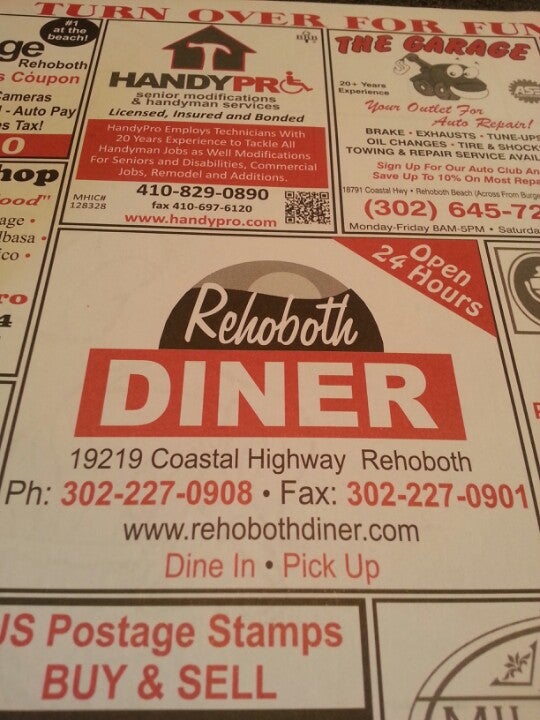 TURN OVER FOR FUN
#1
at the
beach!
Rehoboth
Coupon
Cameras
- Auto Pay
Tax!
HANDYPRO
senior modifications
& handyman services
Licensed, Insured and Bonded
HandyPro Employs Technicians With
20 Years Experience to Tackle All
Handyman Jobs as Well Modifications
For Seniors and Disabilities, Commercial
Jobs, Remodel and Additions.
MHIC#
128328
410-829-0890
fax 410-697-6120
www.handypro.com
BBB
THE GARAGE
20+ Years
Experience
ASE
Your Outlet For
Auto Repair!
BRAKE • EXHAUSTS • TUNE-UPS
OIL CHANGES • TIRE & SHOCKS
TOWING & REPAIR SERVICE AVAIL
Sign Up For Our Auto Club An
Save Up To 10% On Most Repa
18791 Coastal Hwy • Rehoboth Beach (Across From Burge
(302) 645-72
Monday-Friday 8AM-5PM • Saturda
Open
24 Hours
Rehoboth
DINER
19219 Coastal Highway Rehoboth
Ph: 302-227-0908 • Fax: 302-227-0901
www.rehobothdiner.com
Dine In • Pick Up
US Postage Stamps
BUY & SELL